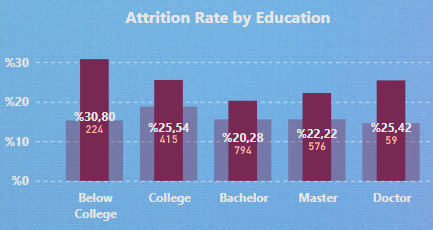 Attrition Rate by Education
%30
%20
%10
%0
%30,80
224
%25,54
415
%20,28
794
%22,22
576
%25,42
59
Below College
College
Bachelor
Master
Doctor